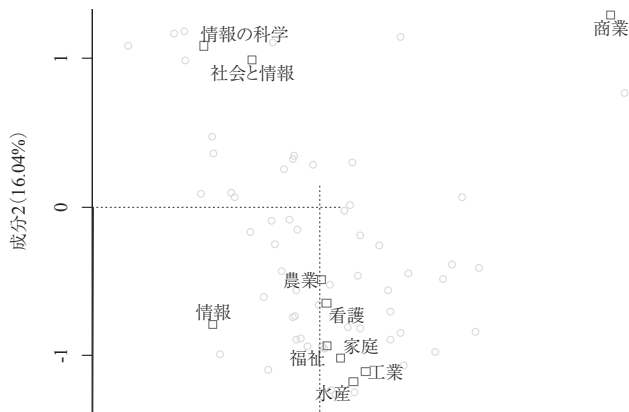 情報の科学
商業
社会と情報
1
0
-1
成分2(16.04%)
農業
看護
情報
家庭
福祉
工業
水産